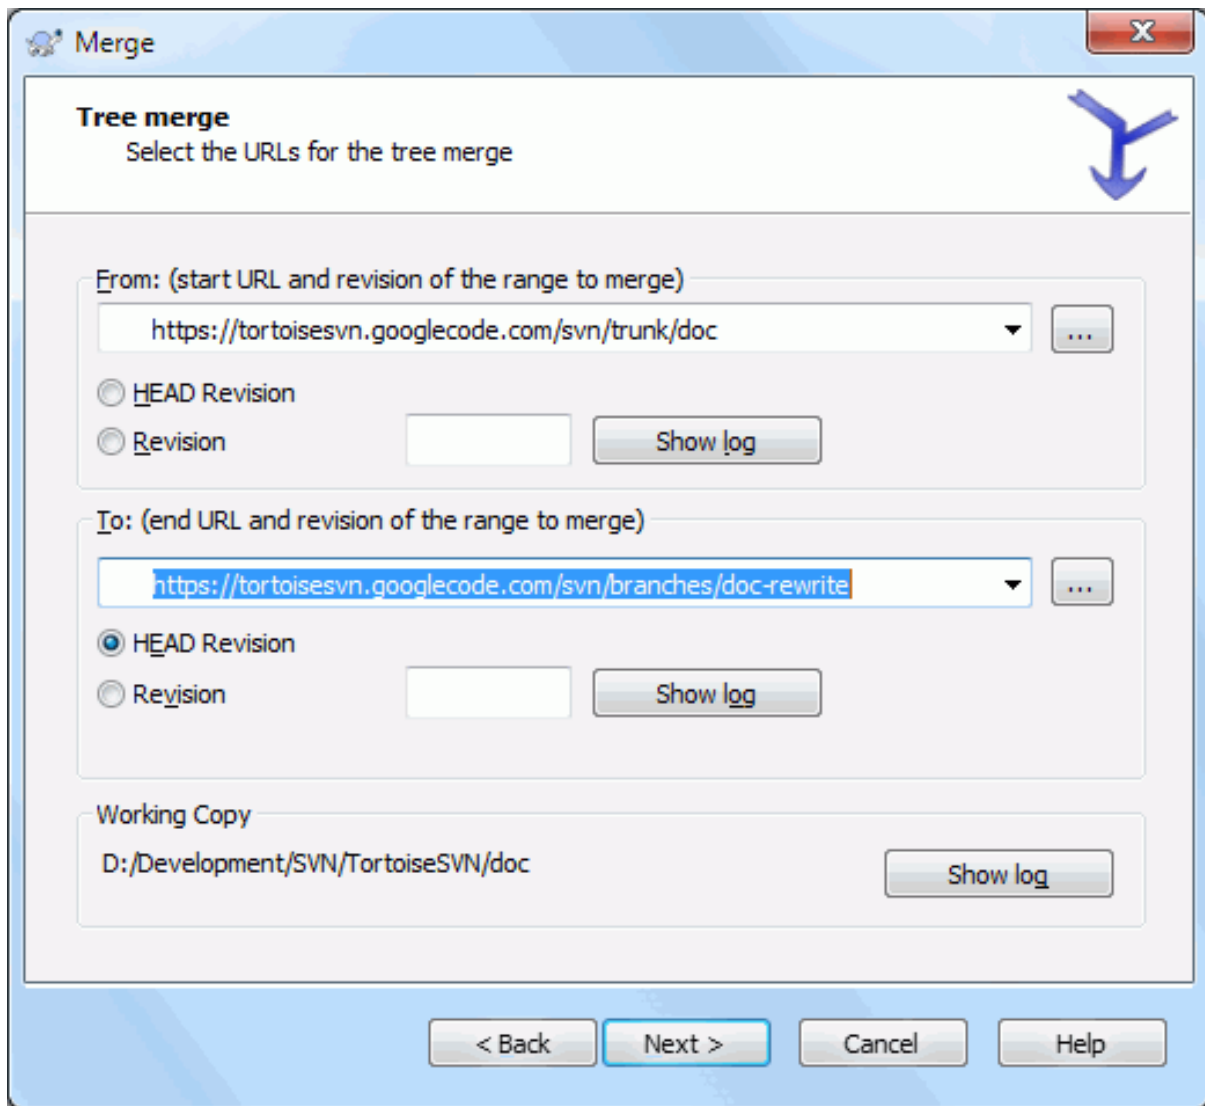 Merge
Tree merge
Select the URLs for the tree merge
From: (start URL and revision of the range to merge)
https://tortoisesvn.googlecode.com/svn/trunk/doc
...
HEAD Revision
Revision
Show log
To: (end URL and revision of the range to merge)
https://tortoisesvn.googlecode.com/svn/branches/doc-rewrite
...
HEAD Revision
Revision
Show log
Working Copy
D:/Development/SVN/TortoiseSVN/doc
Show log
< Back Next > Cancel Help